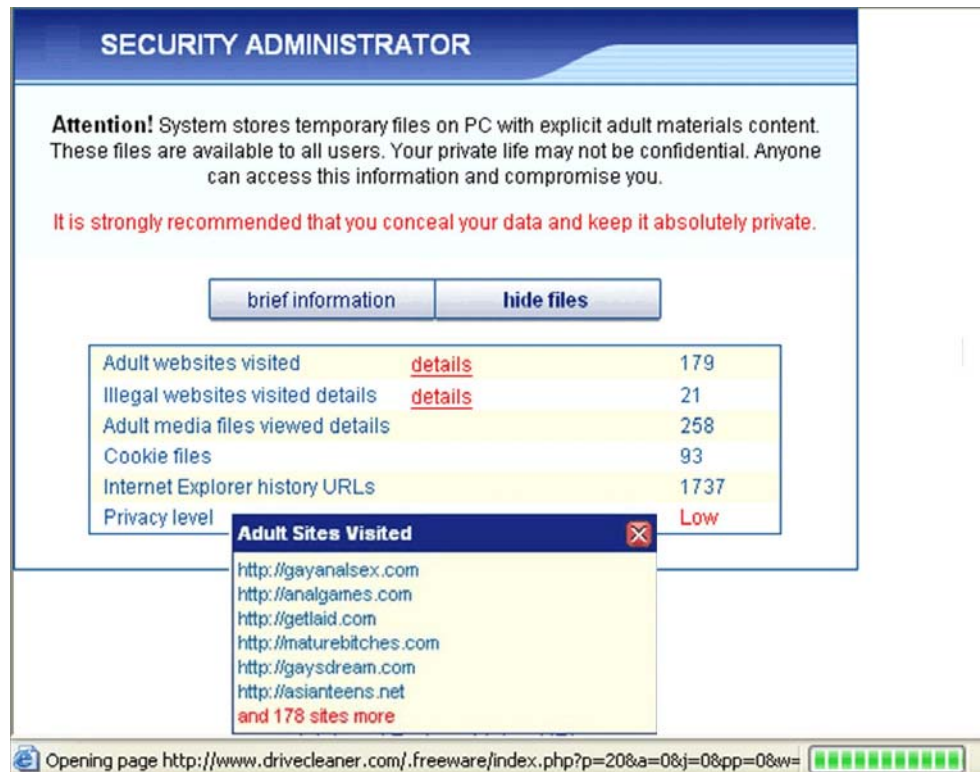 SECURITY ADMINISTRATOR
Attention! System stores temporary files on PC with explicit adult materials content.
These files are available to all users. Your private life may not be confidential. Anyone
can access this information and compromise you.
It is strongly recommended that you conceal your data and keep it absolutely private.
brief information hide files
Adult websites visited details 179
Illegal websites visited details details 21
Adult media files viewed details 258
Cookie files 93
Internet Explorer history URLs 1737
Privacy level Low
Adult Sites Visited
http://gayanalsex.com
http://analgames.com
http://getlaid.com
http://maturebitches.com
http://gaysdream.com
http://asianteens.net
and 178 sites more
Opening page http://www.drivecleaner.com/.freeware/index.php?p=20&a=0&j=0&pp=0&w=